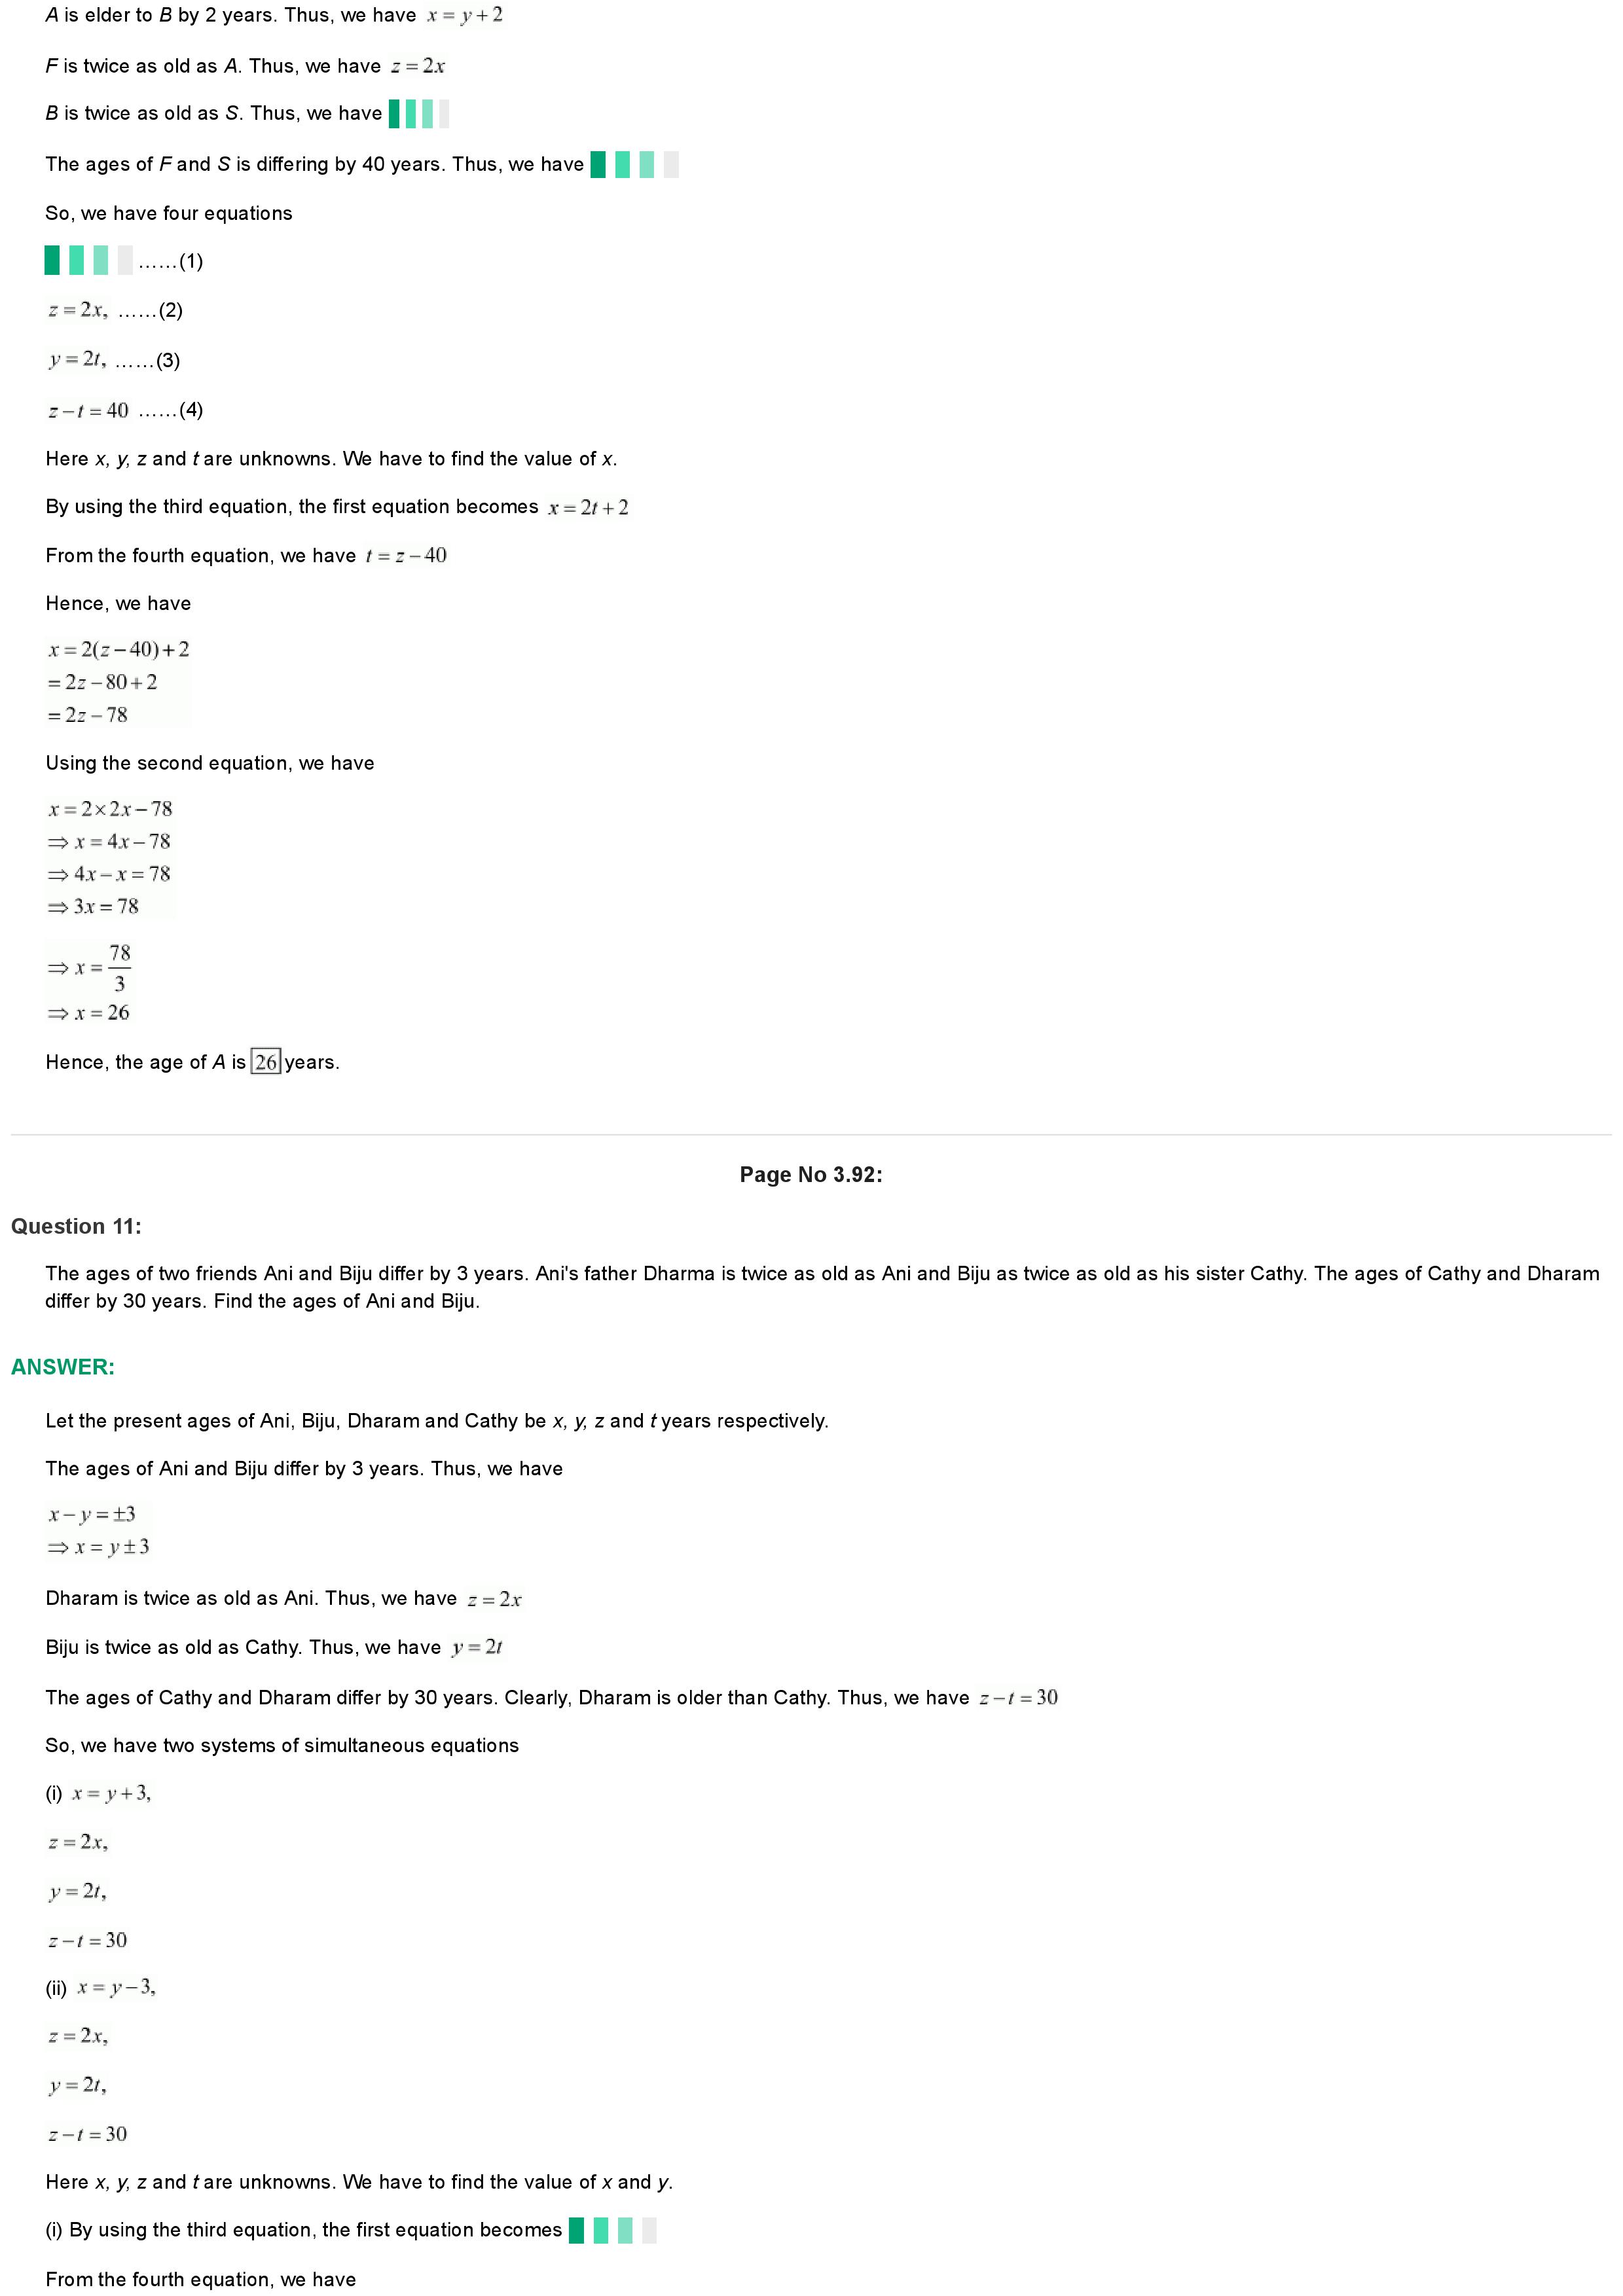 A is elder to B by 2 years. Thus, we have x = y + 2
F is twice as old as A. Thus, we have z = 2x
B is twice as old as S. Thus, we have
The ages of F and S is differing by 40 years. Thus, we have
So, we have four equations
......(1)
z = 2x, ......(2)
y = 2t, ......(3)
z − t = 40 ......(4)
Here x, y, z and t are unknowns. We have to find the value of x.
By using the third equation, the first equation becomes x = 2t + 2
From the fourth equation, we have t = z − 40
Hence, we have
x = 2(z − 40) + 2
= 2z − 80 + 2
= 2z − 78
Using the second equation, we have
x = 2 × 2x − 78
⇒ x = 4x − 78
⇒ 4x − x = 78
⇒ 3x = 78
⇒ x = 78/3
⇒ x = 26
Hence, the age of A is 26 years.
Page No 3.92:
Question 11:
The ages of two friends Ani and Biju differ by 3 years. Ani's father Dharma is twice as old as Ani and Biju as twice as old as his sister Cathy. The ages of Cathy and Dharam
differ by 30 years. Find the ages of Ani and Biju.
ANSWER:
Let the present ages of Ani, Biju, Dharam and Cathy be x, y, z and t years respectively.
The ages of Ani and Biju differ by 3 years. Thus, we have
x − y = ±3
⇒ x = y ± 3
Dharam is twice as old as Ani. Thus, we have z = 2x
Biju is twice as old as Cathy. Thus, we have y = 2t
The ages of Cathy and Dharam differ by 30 years. Clearly, Dharam is older than Cathy. Thus, we have z − t = 30
So, we have two systems of simultaneous equations
(i) x = y + 3,
z = 2x,
y = 2t,
z − t = 30
(ii) x = y − 3,
z = 2x,
y = 2t,
z − t = 30
Here x, y, z and t are unknowns. We have to find the value of x and y.
(i) By using the third equation, the first equation becomes
From the fourth equation, we have